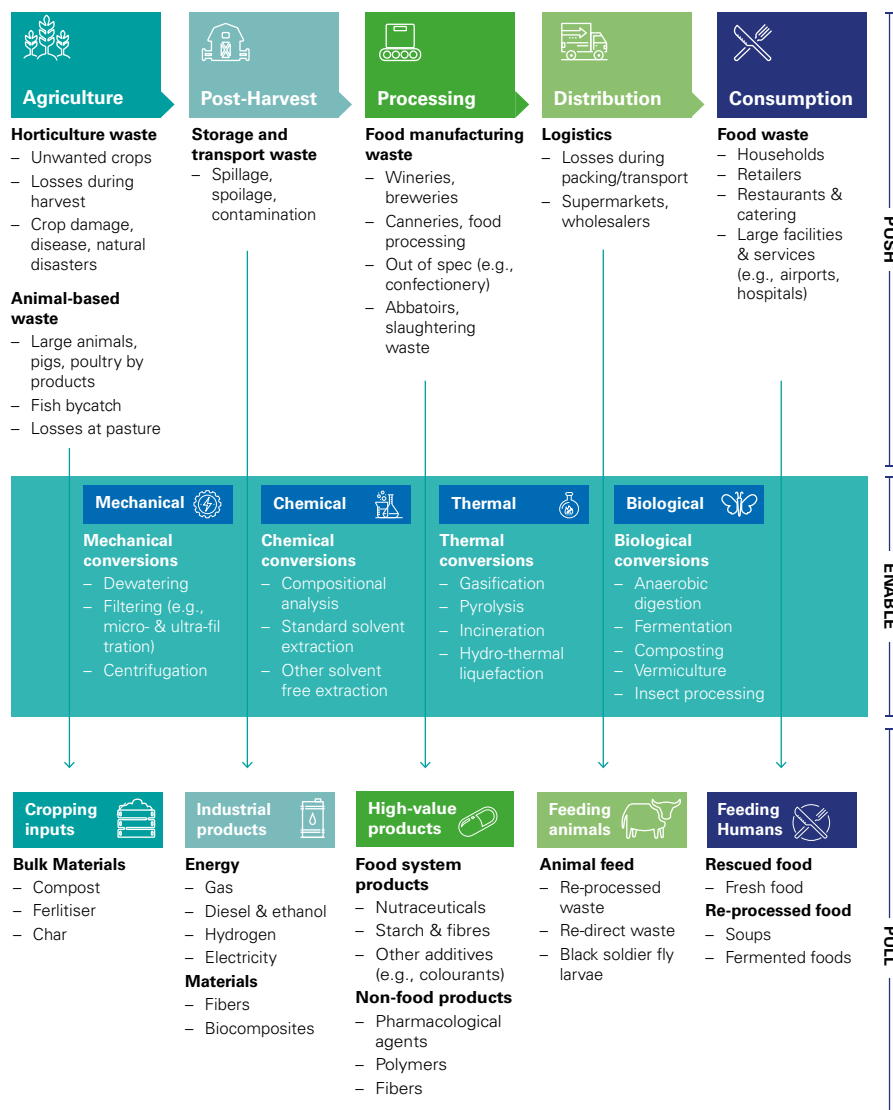 Agriculture
Horticulture waste
– Unwanted crops
– Losses during
harvest
– Crop damage,
disease, natural
disasters
Animal-based
waste
– Large animals,
pigs, poultry by
products
– Fish bycatch
– Losses at pasture
Post-Harvest
Storage and
transport waste
– Spillage,
spoilage,
contamination
Processing
Food manufacturing
waste
– Wineries,
breweries
– Canneries, food
processing
– Out of spec (e.g.,
confectionery)
– Abbatoirs,
slaughtering
waste
Distribution
Logistics
– Losses during
packing/transport
– Supermarkets,
wholesalers
Consumption
Food waste
– Households
– Retailers
– Restaurants &
catering
– Large facilities
& services
(e.g., airports,
hospitals)
PUSH
Mechanical
Mechanical
conversions
– Dewatering
– Filtering (e.g.,
micro- & ultra-fil
tration)
– Centrifugation
Chemical
Chemical
conversions
– Compositional
analysis
– Standard solvent
extraction
– Other solvent
free extraction
Thermal
Thermal
conversions
– Gasification
– Pyrolysis
– Incineration
– Hydro-thermal
liquefaction
Biological
Biological
conversions
– Anaerobic
digestion
– Fermentation
– Composting
– Vermiculture
– Insect processing
ENABLE
Cropping
inputs
Bulk Materials
– Compost
– Ferlitiser
– Char
Industrial
products
Energy
– Gas
– Diesel & ethanol
– Hydrogen
– Electricity
Materials
– Fibers
– Biocomposites
High-value
products
Food system
products
– Nutraceuticals
– Starch & fibres
– Other additives
(e.g., colourants)
Non-food products
– Pharmacological
agents
– Polymers
– Fibers
Feeding
animals
Animal feed
– Re-processed
waste
– Re-direct waste
– Black soldier fly
larvae
Feeding
Humans
Rescued food
– Fresh food
Re-processed food
– Soups
– Fermented foods
PULL